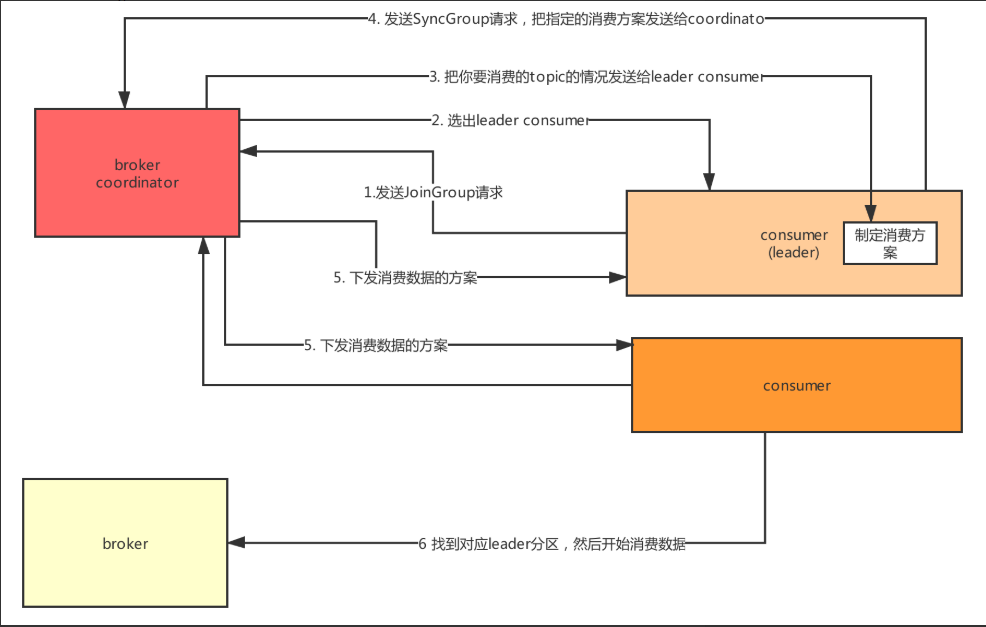 4. 发送SyncGroup请求，把指定的消费方案发送给coordinato
3. 把你要消费的topic的情况发送给leader consumer
2. 选出leader consumer
broker
coordinator
1.发送JoinGroup请求
consumer
(leader)
制定消费方
案
5. 下发消费数据的方案
5. 下发消费数据的方案
consumer
broker
6 找到对应leader分区，然后开始消费数据